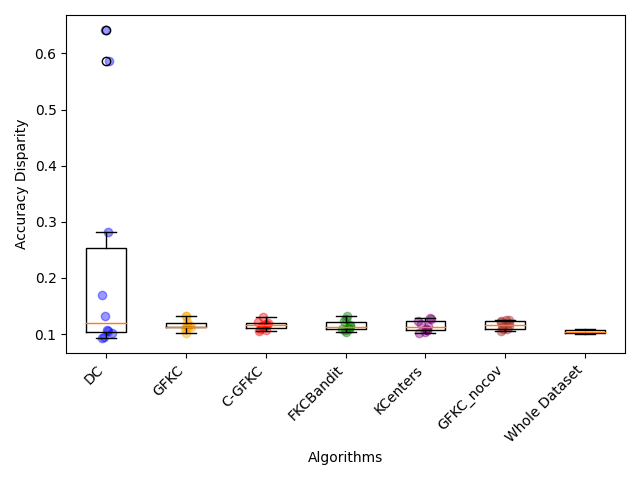 Accuracy Disparity
0.6
0.5
0.4
0.3
0.2
0.1
DC
GFKC
C-GFKC
FKCBandit
KCenters
GFKC_nocov
Whole Dataset
Algorithms